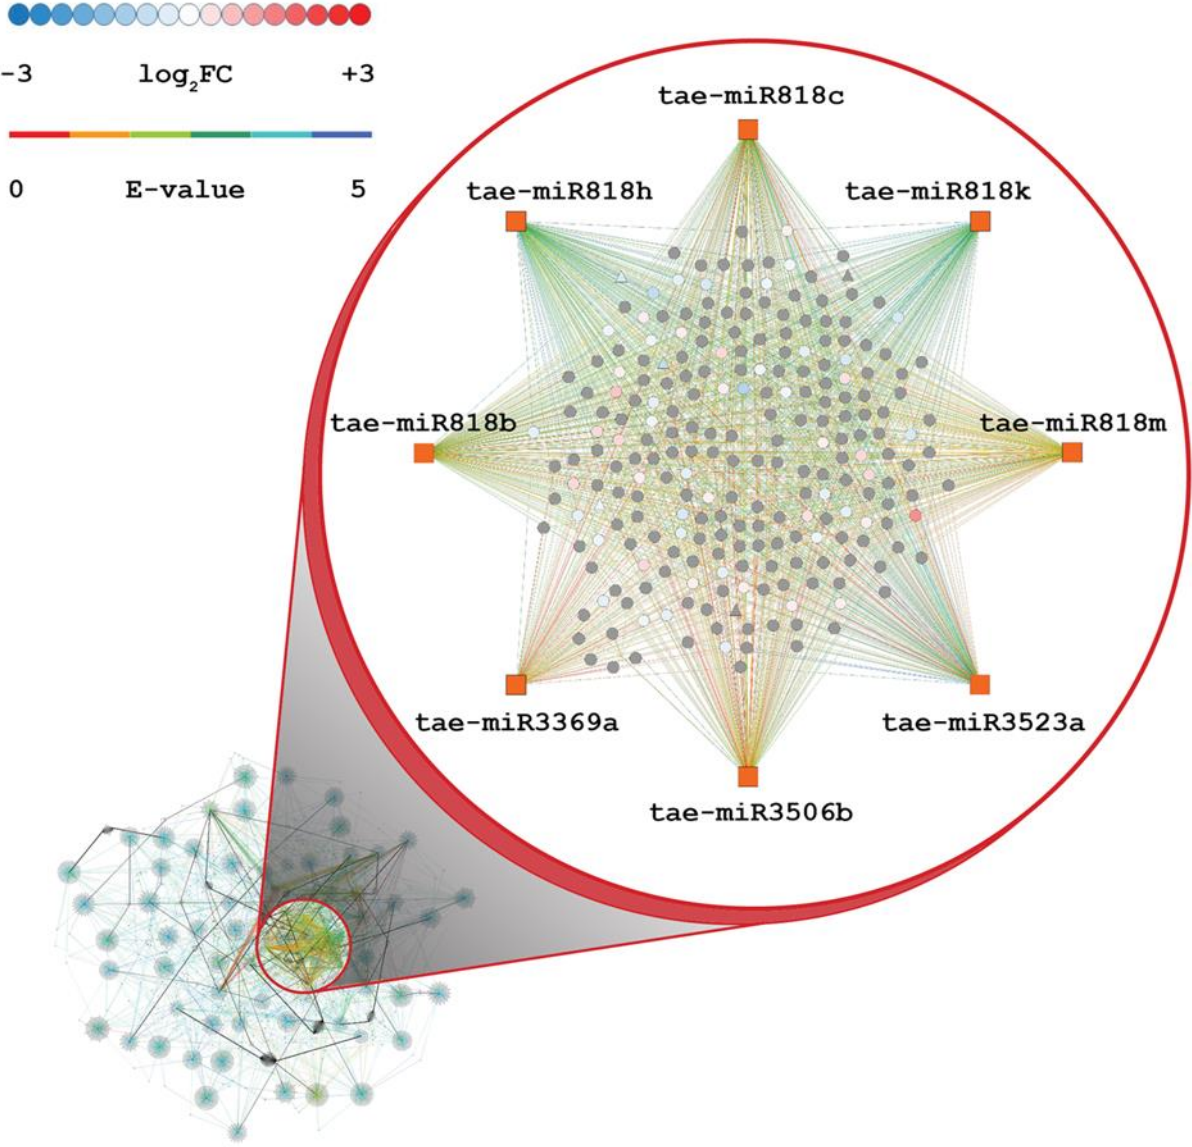 -3 log2FC +3
0 E-value 5
tae-miR818c
tae-miR818h
tae-miR818k
tae-miR818b
tae-miR818m
tae-miR3369a
tae-miR3523a
tae-miR3506b